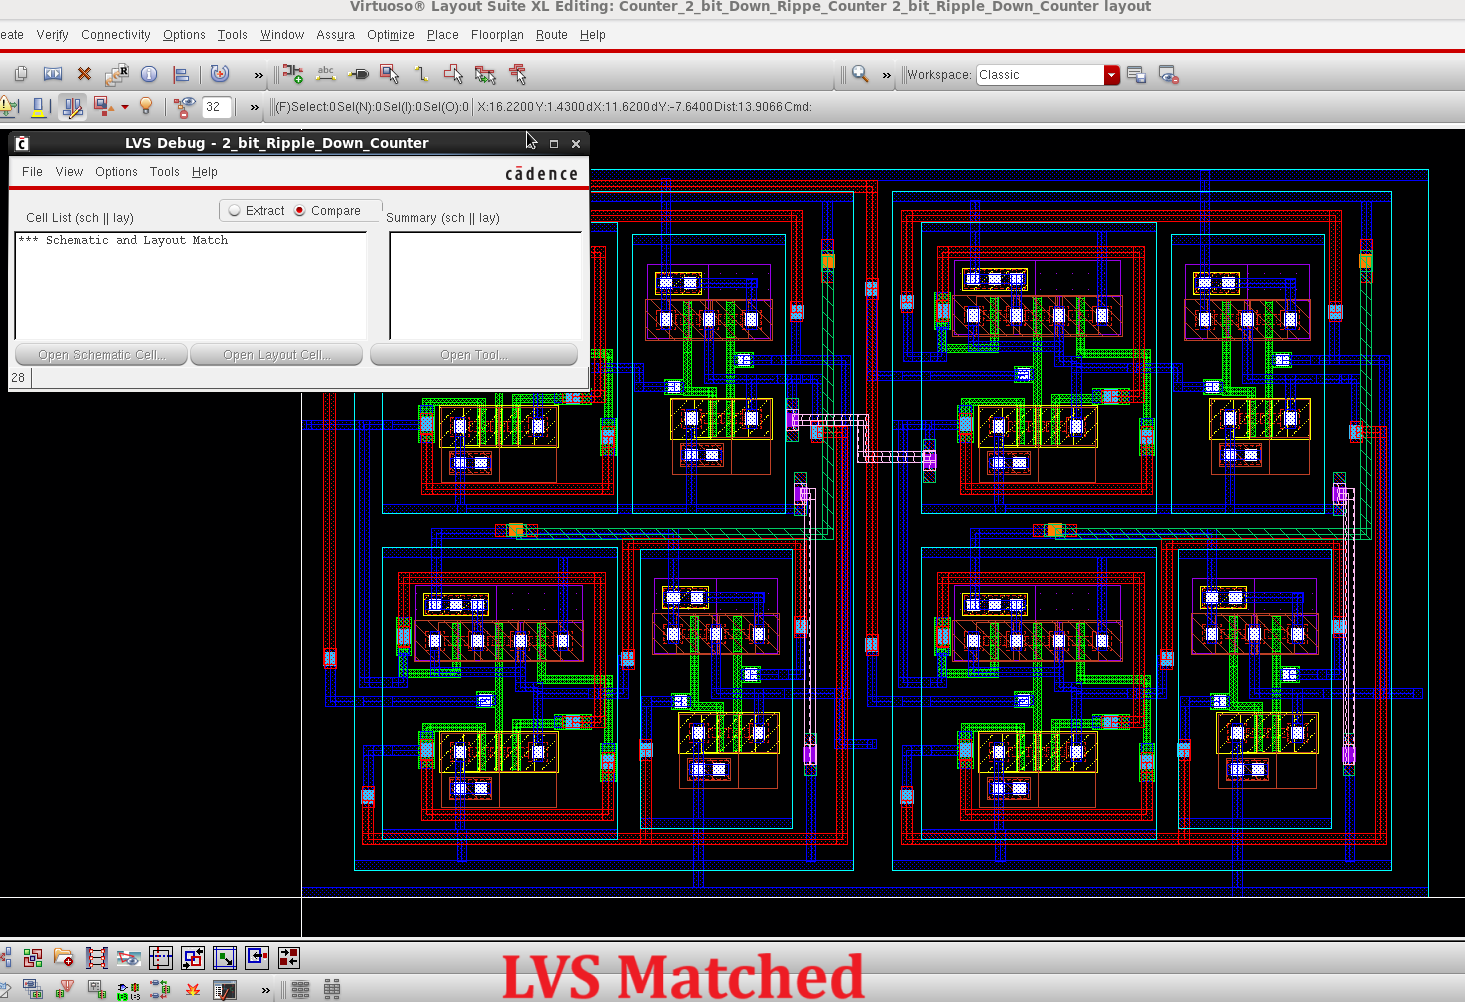 Virtuoso® Layout Suite XL Editing: Counter_2_bit_Down_Rippe_Counter 2_bit_Ripple_Down_Counter layout
eate Verify Connectivity Options Tools Window Assura Optimize Place Floorplan Route Help
abc » » Workspace: Classic
32 » (F)Select:0 Sel(N):0 Sel(I):0 Sel(O):0 X:16.2200 Y:1.4300 dX:11.6200 dY:-7.6400 Dist:13.9066 Cmd:
LVS Debug - 2_bit_Ripple_Down_Counter
File View Options Tools Help cādence
Extract Compare
Cell List (sch || lay) Summary (sch || lay)
*** Schematic and Layout Match
Open Schematic Cell... Open Layout Cell... Open Tool...
28
LVS Matched
»